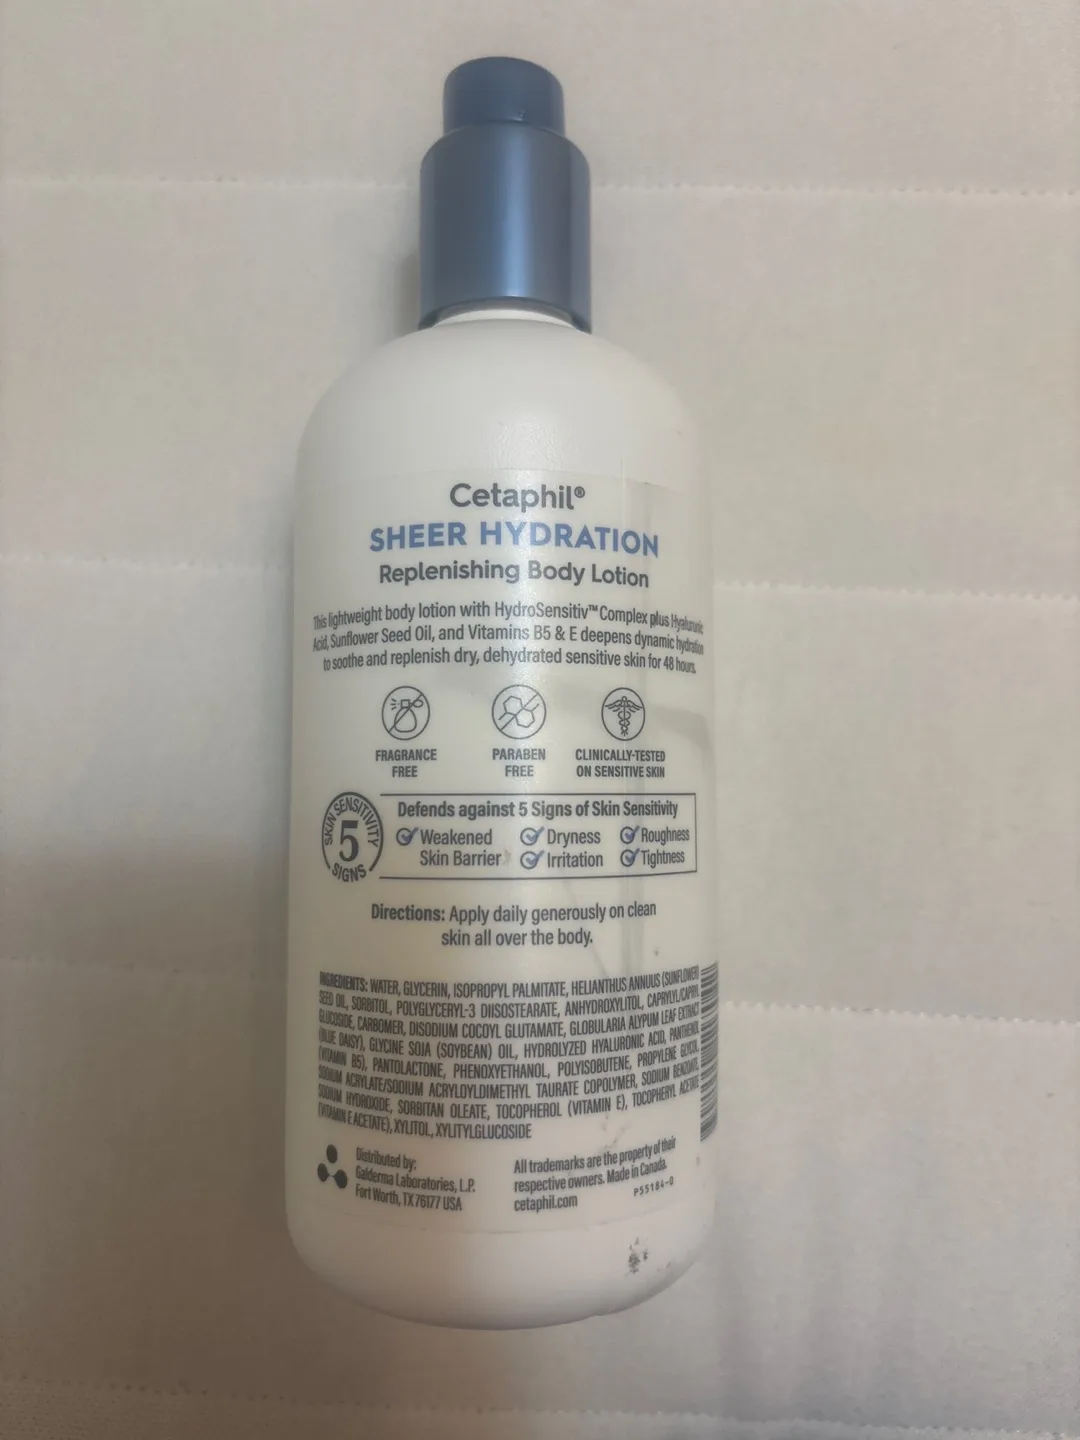 Cetaphil®
SHEER HYDRATION
Replenishing Body Lotion
This lightweight body lotion with HydroSensitiv™ Complex plus Hyaluronic
Acid, Sunflower Seed Oil, and Vitamins B5 & E deepens dynamic hydration
to soothe and replenish dry, dehydrated sensitive skin for 48 hours.
FRAGRANCE
FREE
PARABEN
FREE
CLINICALLY-TESTED
ON SENSITIVE SKIN
SKIN SENSITIVITY
5
SIGNS
Defends against 5 Signs of Skin Sensitivity
Weakened
Skin Barrier
Dryness
Irritation
Roughness
Tightness
Directions: Apply daily generously on clean
skin all over the body.
INGREDIENTS: WATER, GLYCERIN, ISOPROPYL PALMITATE, HELIANTHUS ANNUUS (SUNFLOWER)
SEED OIL, SORBITOL, POLYGLYCERYL-3 DIISOSTEARATE, ANHYDROXYLITOL, CAPRYLYL/CAPRYL
GLUCOSIDE, CARBOMER, DISODIUM COCOYL GLUTAMATE, GLOBULARIA ALYPUM LEAF EXTRACT
(BLUE DAISY), GLYCINE SOJA (SOYBEAN) OIL, HYDROLYZED HYALURONIC ACID, PANTHENOL
(VITAMIN B5), PANTOLACTONE, PHENOXYETHANOL, POLYISOBUTENE, PROPYLENE GLYCOL,
SODIUM ACRYLATE/SODIUM ACRYLOYLDIMETHYL TAURATE COPOLYMER, SODIUM BENZOATE,
SODIUM HYDROXIDE, SORBITAN OLEATE, TOCOPHEROL (VITAMIN E), TOCOPHERYL ACETATE
(VITAMIN E ACETATE), XYLITOL, XYLITYLGLUCOSIDE
Distributed by:
Galderma Laboratories, L.P.
Fort Worth, TX 76177 USA
All trademarks are the property of their
respective owners. Made in Canada.
cetaphil.com
P55184-0